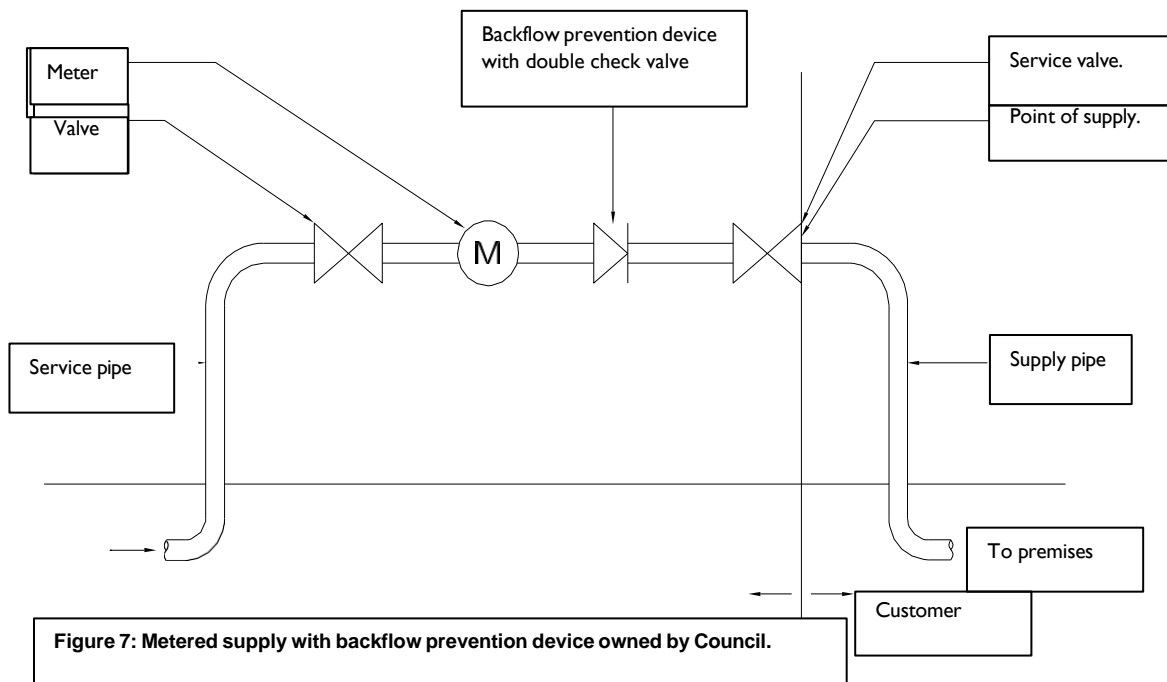 Backflow prevention device
with double check valve
Meter
Service valve.
Valve
Point of supply.
M
Service pipe
Supply pipe
To premises
Customer
Figure 7: Metered supply with backflow prevention device owned by Council.